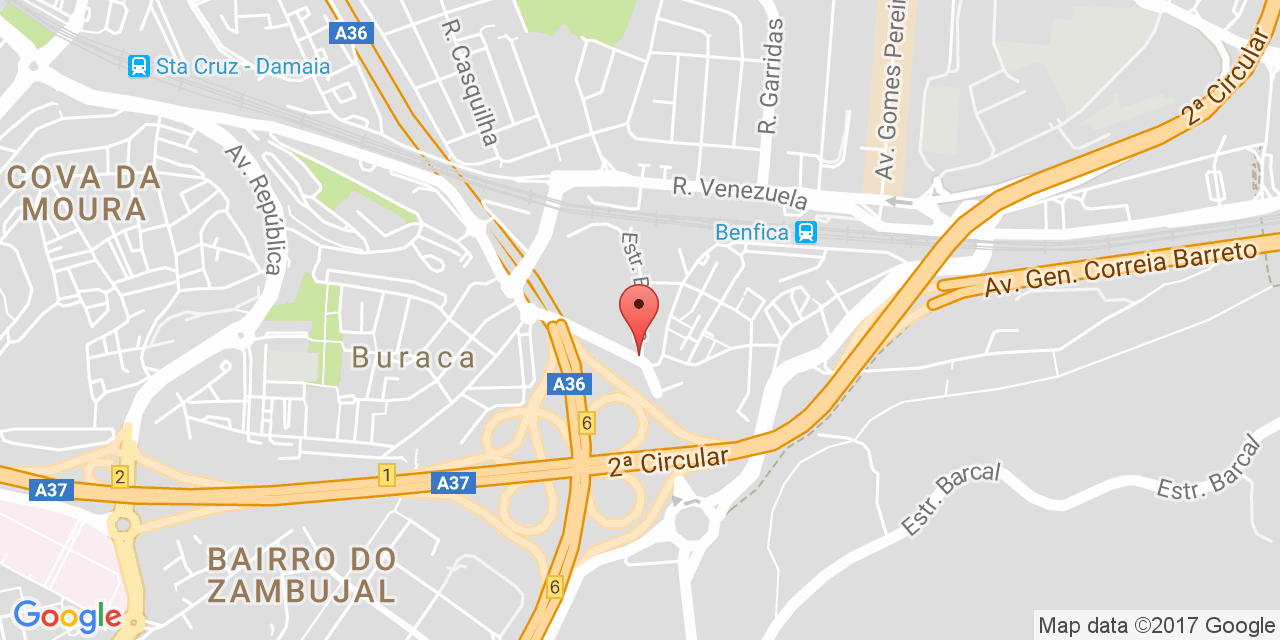 A36
Sta Cruz - Damaia
R. Casquilha
R. Garridas
Av. Gomes Pereir
2ª Circular
COVA DA
MOURA
Av. República
R. Venezuela
Benfica
Estr.
Av. Gen. Correia Barreto
Buraca
A36
6
2ª Circular
1
2
A37
A37
Estr. Barcal
Estr. Barcal
BAIRRO DO
ZAMBUJAL
6
Google
Map data ©2017 Google